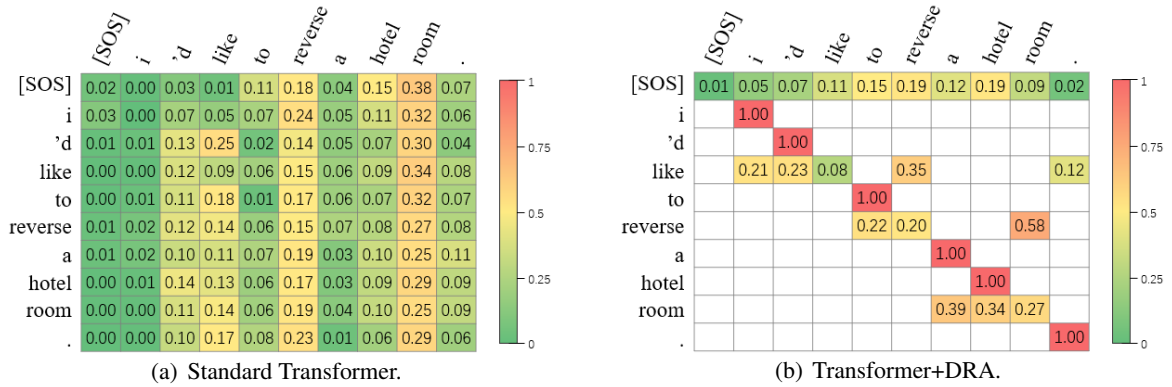 [SOS] i 'd like to reverse a hotel room .
[SOS] 0.02 0.00 0.03 0.01 0.11 0.18 0.04 0.15 0.38 0.07
i 0.03 0.00 0.07 0.05 0.07 0.24 0.05 0.11 0.32 0.06
'd 0.01 0.01 0.13 0.25 0.02 0.14 0.05 0.07 0.30 0.04
like 0.00 0.00 0.12 0.09 0.06 0.15 0.06 0.09 0.34 0.08
to 0.00 0.01 0.11 0.18 0.01 0.17 0.06 0.07 0.32 0.07
reverse 0.01 0.02 0.12 0.14 0.06 0.15 0.07 0.08 0.27 0.08
a 0.01 0.02 0.10 0.11 0.07 0.19 0.03 0.10 0.25 0.11
hotel 0.00 0.01 0.14 0.13 0.06 0.17 0.03 0.09 0.29 0.09
room 0.00 0.01 0.11 0.14 0.06 0.19 0.04 0.10 0.25 0.09
. 0.00 0.00 0.10 0.17 0.08 0.23 0.01 0.06 0.29 0.06
1
0.75
0.5
0.25
0
(a) Standard Transformer.
[SOS] i 'd like to reverse a hotel room .
[SOS] 0.01 0.05 0.07 0.11 0.15 0.19 0.12 0.19 0.09 0.02
i 1.00
'd 1.00
like 0.21 0.23 0.08 0.35 0.12
to 1.00
reverse 0.22 0.20 0.58
a 1.00
hotel 1.00
room 0.39 0.34 0.27
. 1.00
1
0.75
0.5
0.25
0
(b) Transformer+DRA.